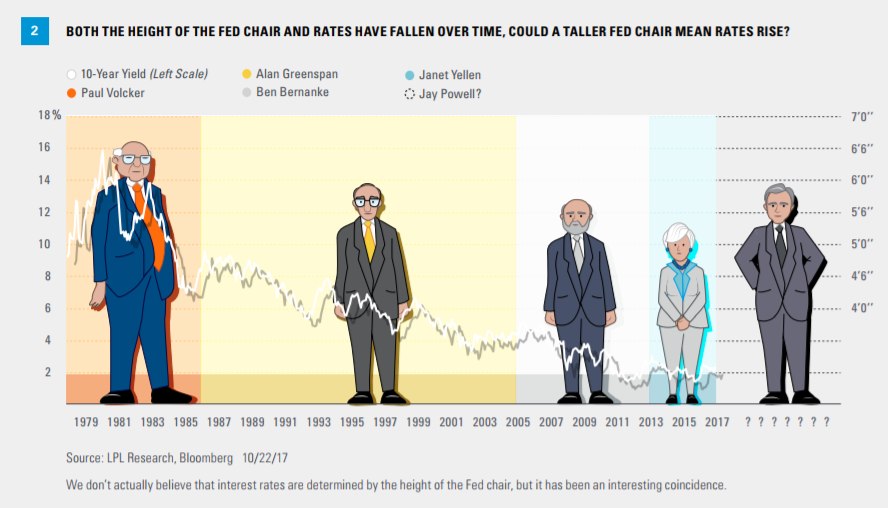 2
BOTH THE HEIGHT OF THE FED CHAIR AND RATES HAVE FALLEN OVER TIME, COULD A TALLER FED CHAIR MEAN RATES RISE?
10-Year Yield (Left Scale)
Alan Greenspan
Janet Yellen
Paul Volcker
Ben Bernanke
Jay Powell?
18%
16
14
12
10
8
6
4
2
7'0''
6'6''
6'0''
5'6''
5'0''
4'6''
4'0''
1979 1981 1983 1985 1987 1989 1991 1993 1995 1997 1999 2001 2003 2005 2007 2009 2011 2013 2015 2017 ? ? ? ? ? ? ?
Source: LPL Research, Bloomberg 10/22/17
We don't actually believe that interest rates are determined by the height of the Fed chair, but it has been an interesting coincidence.